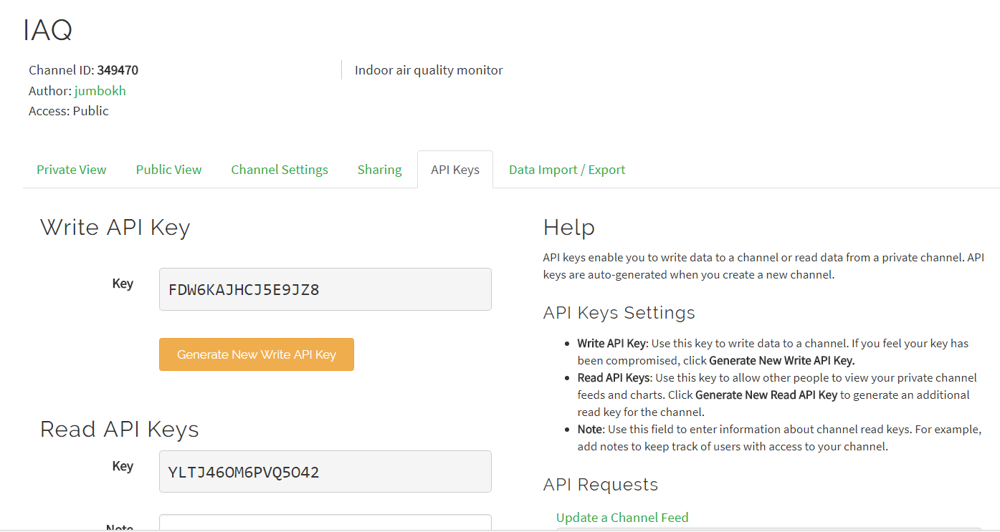 IAQ
Channel ID: 349470
Author: jumbokh
Access: Public
Indoor air quality monitor
Private View
Public View
Channel Settings
Sharing
API Keys
Data Import / Export
Write API Key
Key
FDW6KAJHCJ5E9JZ8
Generate New Write API Key
Read API Keys
Key
YLTJ46OM6PVQ5O42
Note
Help
API keys enable you to write data to a channel or read data from a private channel. API
keys are auto-generated when you create a new channel.
API Keys Settings
Write API Key: Use this key to write data to a channel. If you feel your key has
been compromised, click Generate New Write API Key.
Read API Keys: Use this key to allow other people to view your private channel
feeds and charts. Click Generate New Read API Key to generate an additional
read key for the channel.
Note: Use this field to enter information about channel read keys. For example,
add notes to keep track of users with access to your channel.
API Requests
Update a Channel Feed